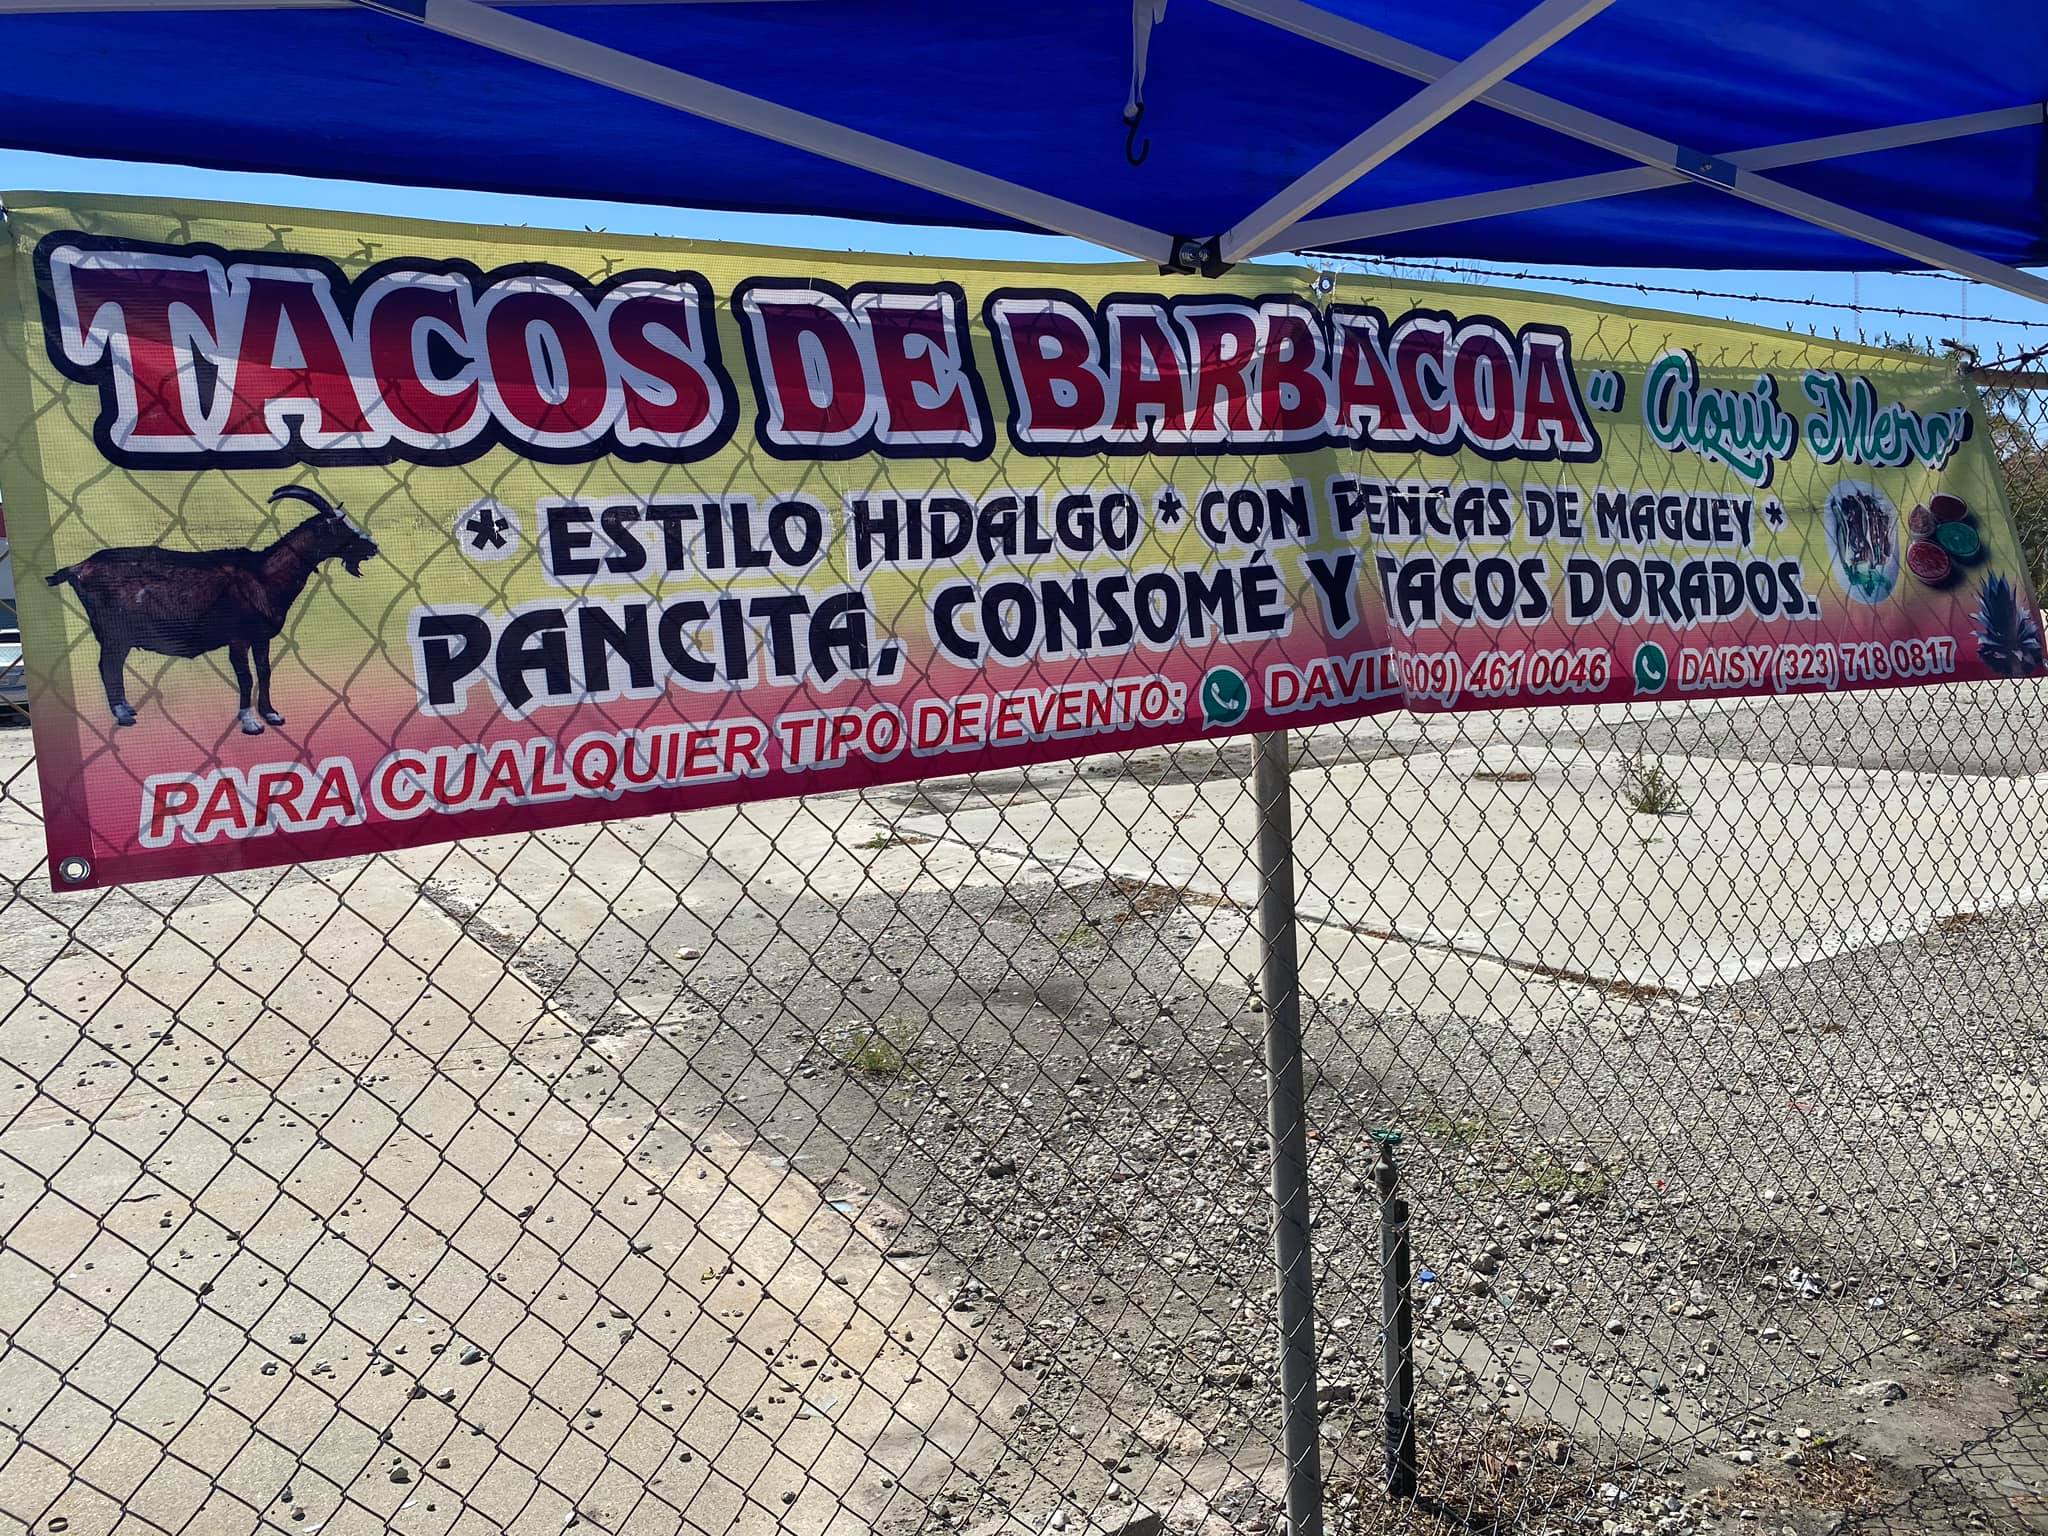 TACOS DE BARBACOA "Aqui Mero"
* ESTILO HIDALGO * CON PENCAS DE MAGUEY *
PANCITA, CONSOMÉ Y TACOS DORADOS.
PARA CUALQUIER TIPO DE EVENTO: DAVID (909) 461 0046 DAISY (323) 718 0817